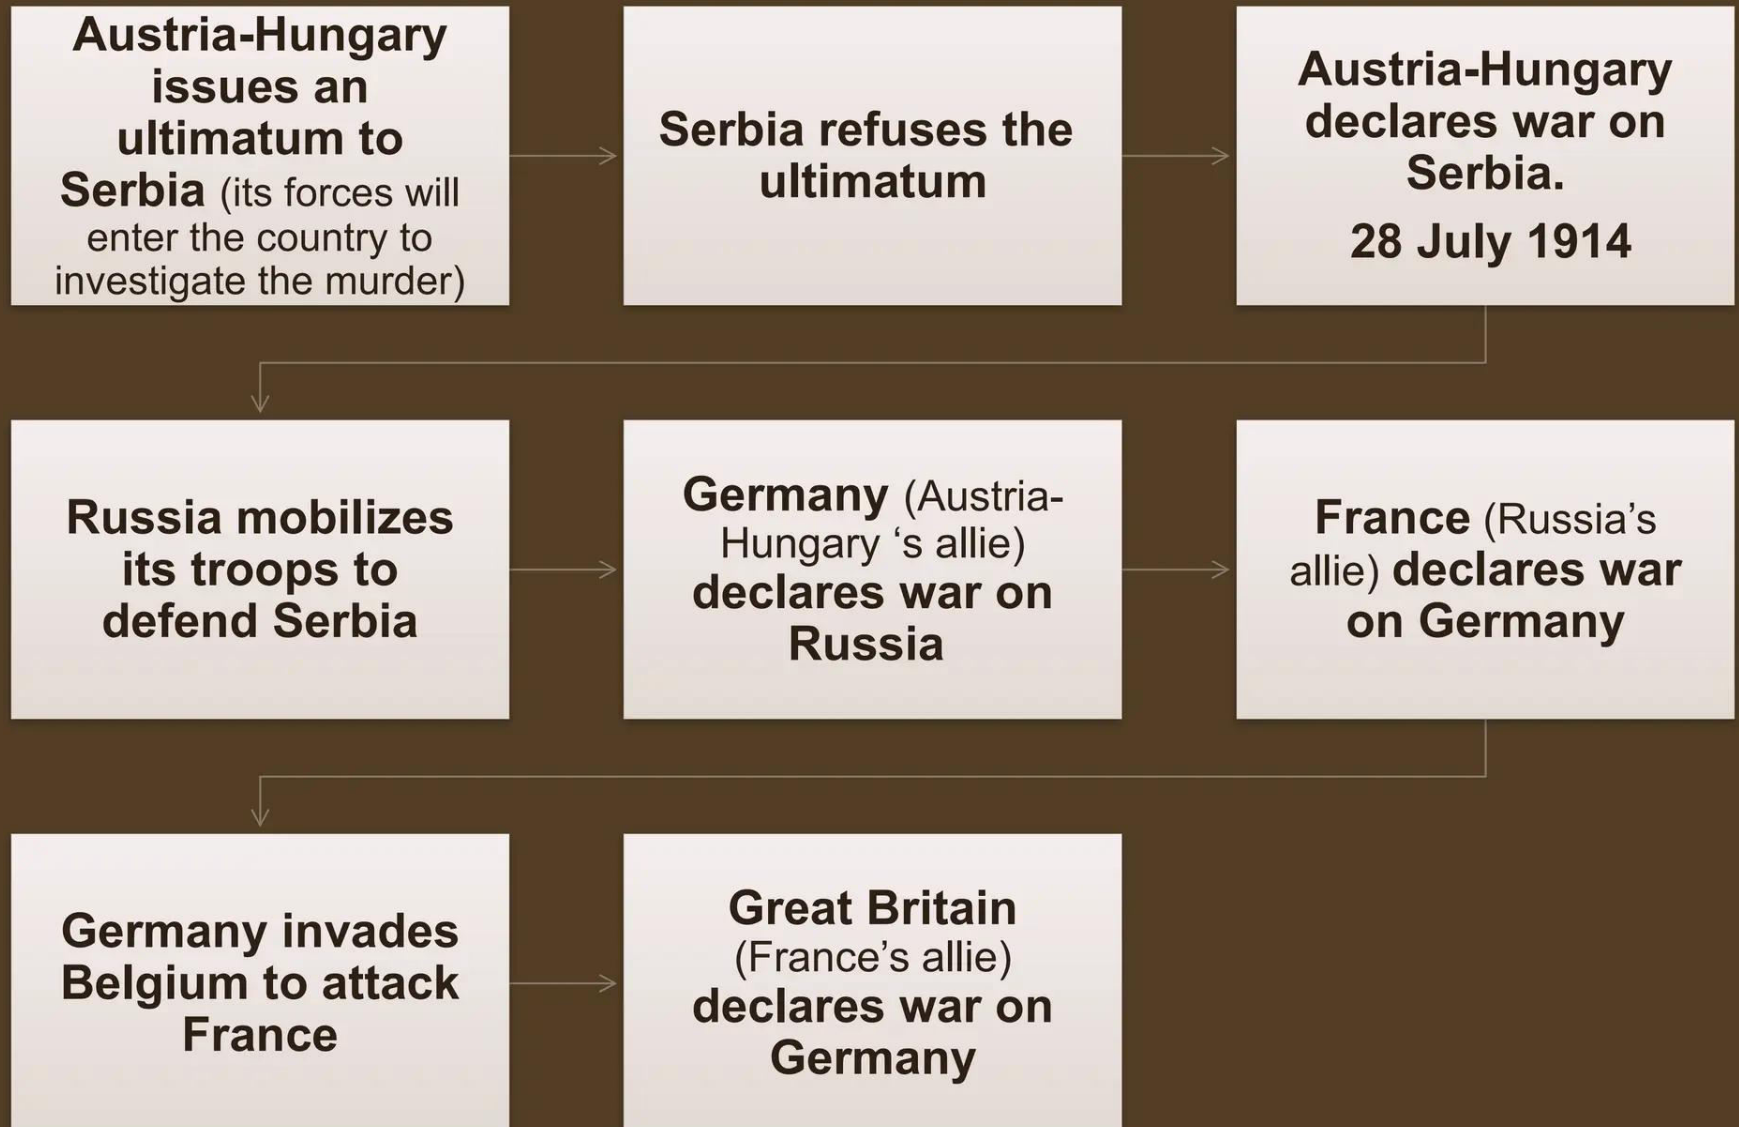 Austria-Hungary
issues an
ultimatum to
Serbia (its forces will
enter the country to
investigate the murder)
Serbia refuses the
ultimatum
Austria-Hungary
declares war on
Serbia.
28 July 1914
Russia mobilizes
its troops to
defend Serbia
Germany (Austria-
Hungary ‘s allie)
declares war on
Russia
France (Russia’s
allie) declares war
on Germany
Germany invades
Belgium to attack
France
Great Britain
(France’s allie)
declares war on
Germany